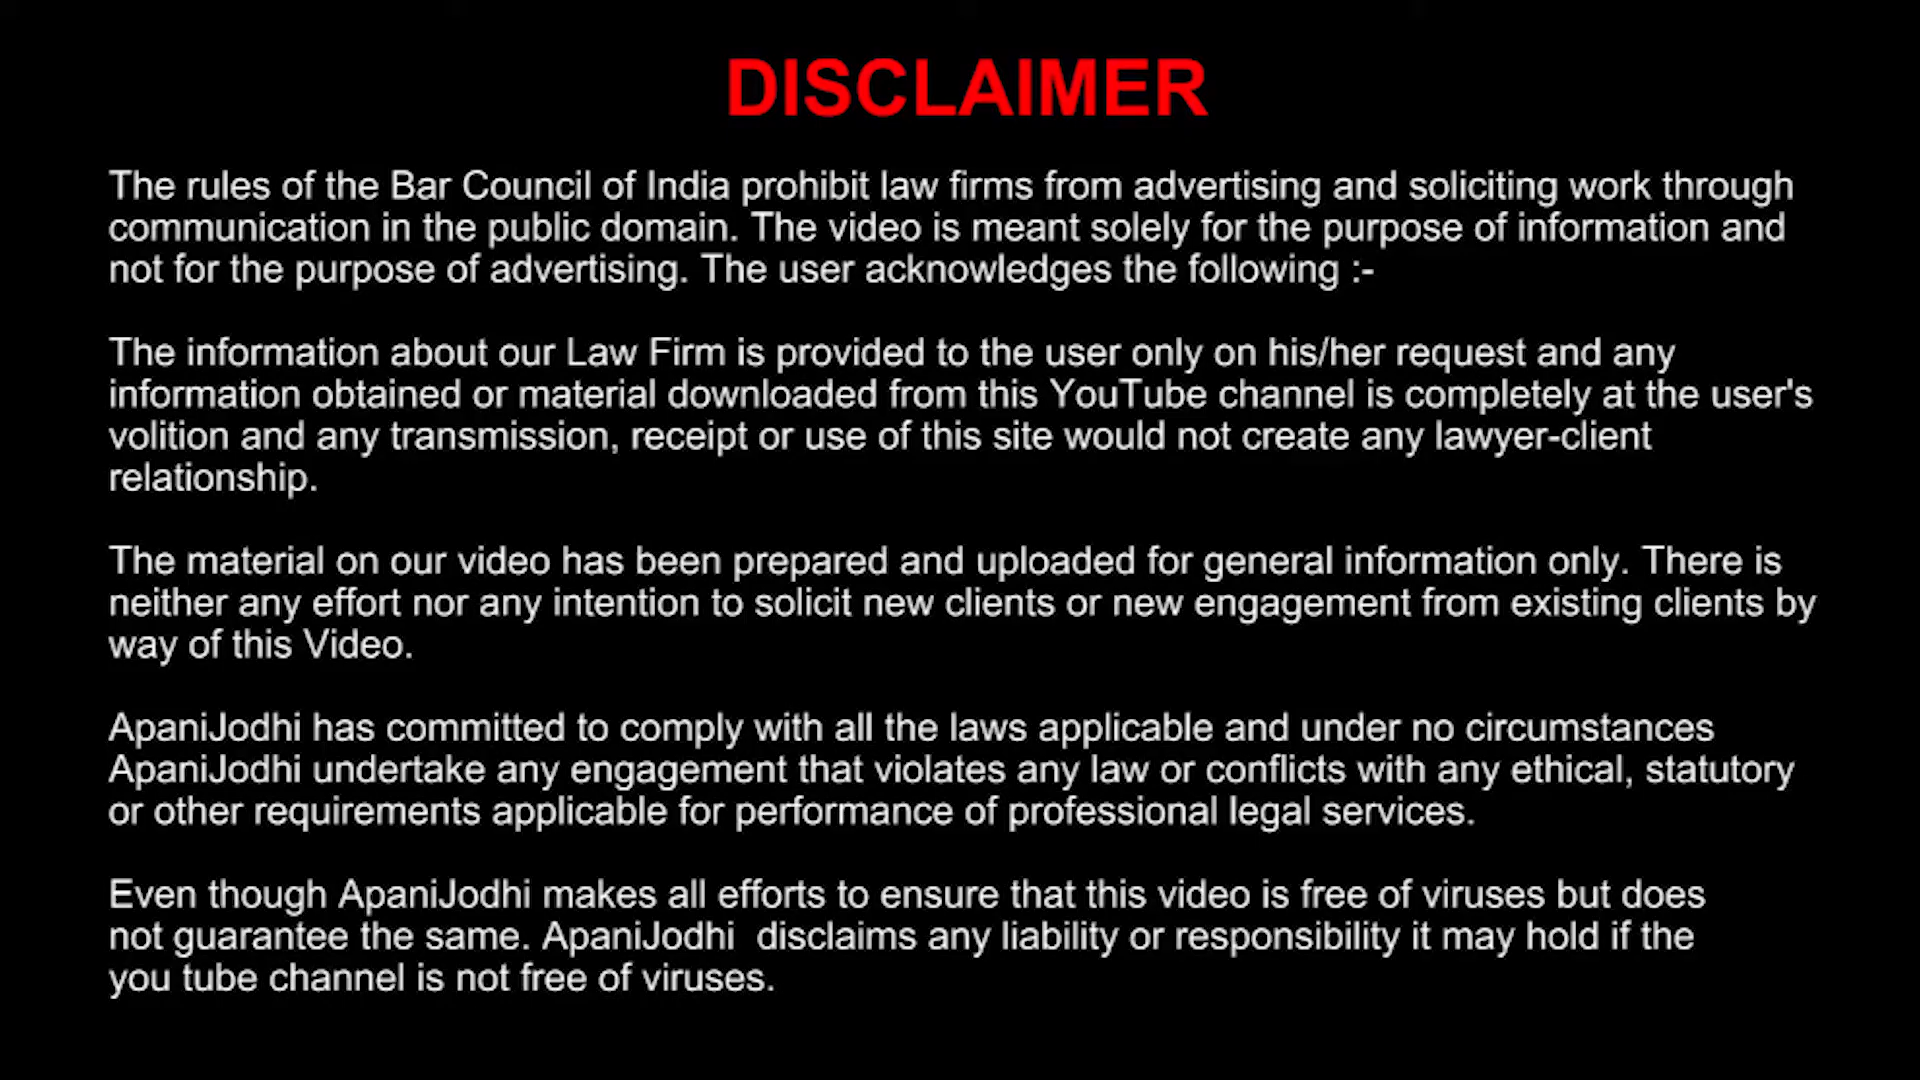 DISCLAIMER
The rules of the Bar Council of India prohibit law firms from advertising and soliciting work through
communication in the public domain. The video is meant solely for the purpose of information and
not for the purpose of advertising. The user acknowledges the following :-
The information about our Law Firm is provided to the user only on his/her request and any
information obtained or material downloaded from this YouTube channel is completely at the user's
volition and any transmission, receipt or use of this site would not create any lawyer-client
relationship.
The material on our video has been prepared and uploaded for general information only. There is
neither any effort nor any intention to solicit new clients or new engagement from existing clients by
way of this Video.
ApaniJodhi has committed to comply with all the laws applicable and under no circumstances
ApaniJodhi undertake any engagement that violates any law or conflicts with any ethical, statutory
or other requirements applicable for performance of professional legal services.
Even though ApaniJodhi makes all efforts to ensure that this video is free of viruses but does
not guarantee the same. ApaniJodhi  disclaims any liability or responsibility it may hold if the
you tube channel is not free of viruses.